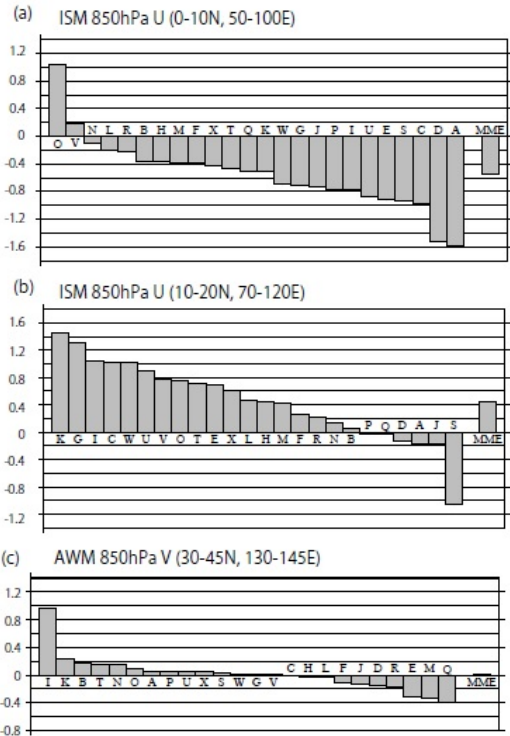 (a) ISM 850hPa U (0-10N, 50-100E)
1.2
0.8
0.4
0
-0.4
-0.8
-1.2
-1.6
N L R B H M F X T Q K W G J P I U E S C D A MME
O V
(b) ISM 850hPa U (10-20N, 70-120E)
1.6
1.2
0.8
0.4
0
-0.4
-0.8
-1.2
P Q D A J S
K G I C W U V O T E X L H M F R N B MME
(c) AWM 850hPa V (30-45N, 130-145E)
1.2
0.8
0.4
0
-0.4
-0.8
C H L F J D R E M Q
I K B T N O A P U X S W G V MME